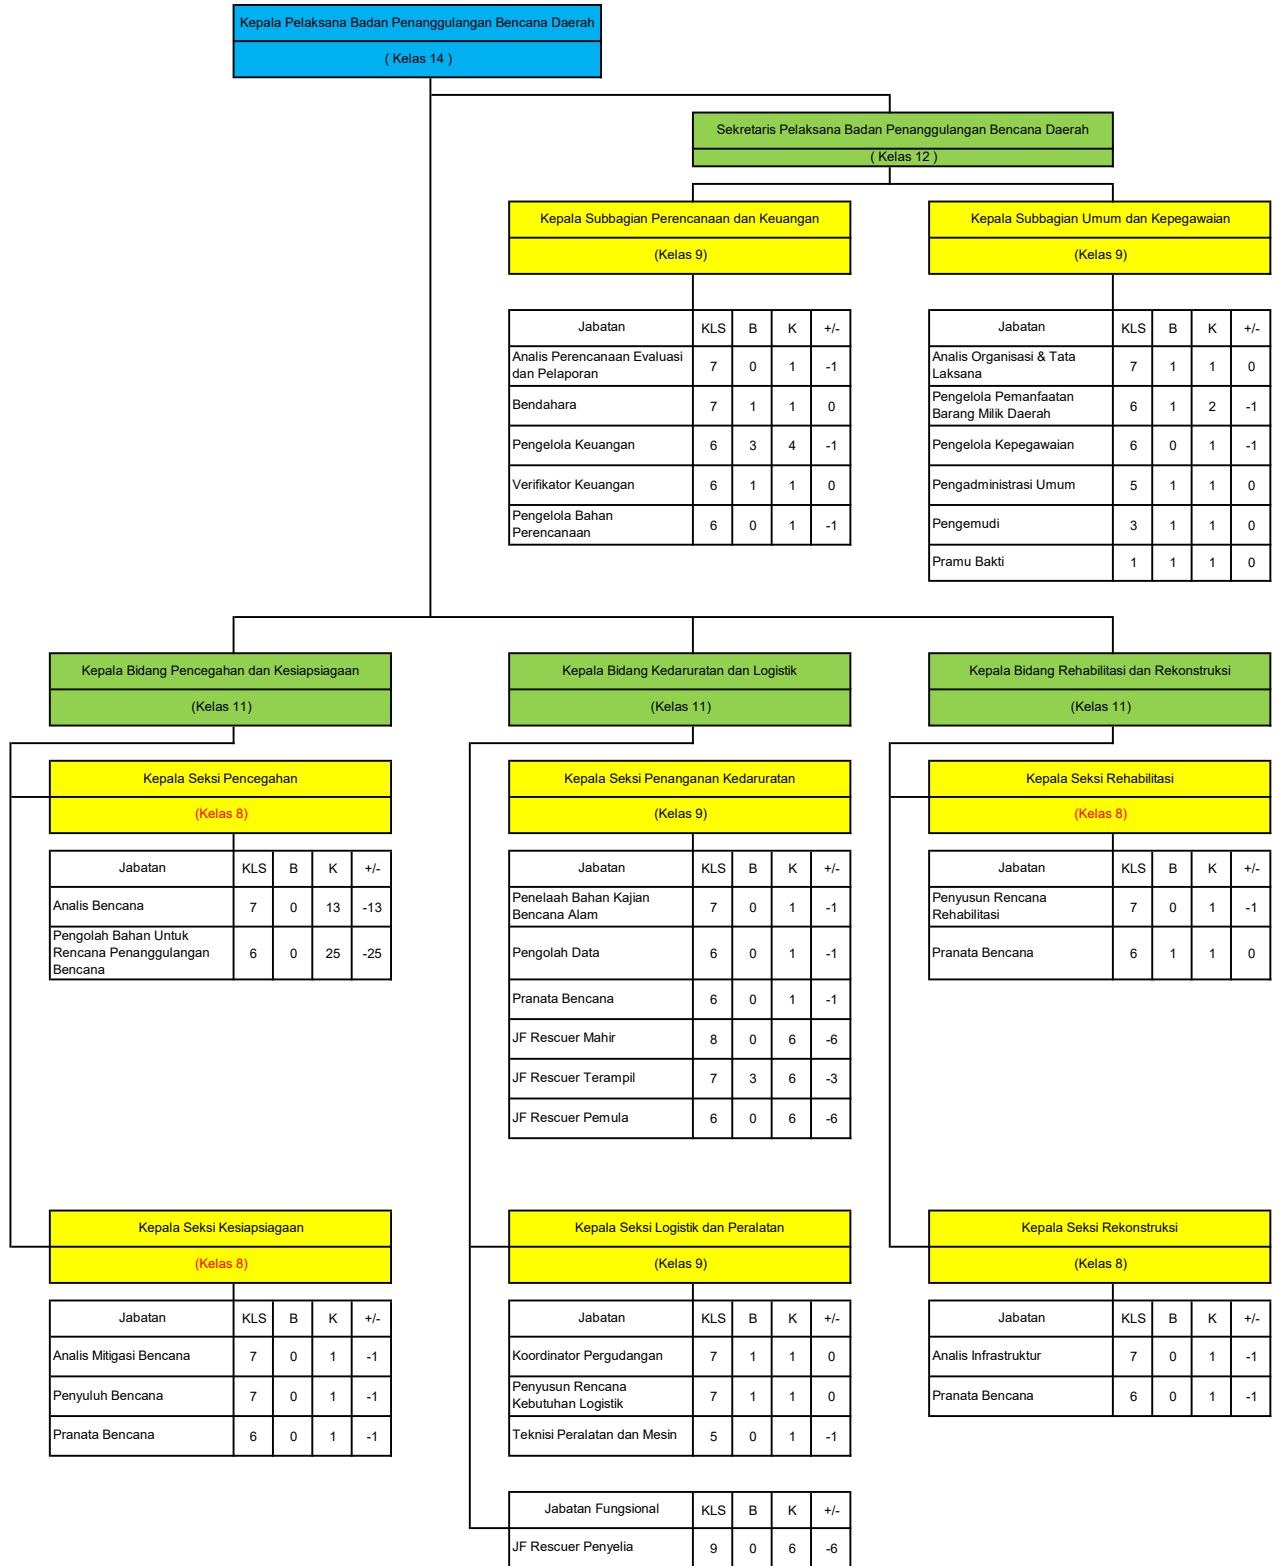 Kepala Pelaksana Badan Penanggulangan Bencana Daerah
( Kelas 14 )
Sekretaris Pelaksana Badan Penanggulangan Bencana Daerah
( Kelas 12 )
Kepala Subbagian Perencanaan dan Keuangan
(Kelas 9)
Jabatan KLS B K +/-
Analis Perencanaan Evaluasi
dan Pelaporan 7 0 1 -1
Bendahara 7 1 1 0
Pengelola Keuangan 6 3 4 -1
Verifikator Keuangan 6 1 1 0
Pengelola Bahan
Perencanaan 6 0 1 -1
Kepala Subbagian Umum dan Kepegawaian
(Kelas 9)
Jabatan KLS B K +/-
Analis Organisasi & Tata
Laksana 7 1 1 0
Pengelola Pemanfaatan
Barang Milik Daerah 6 1 2 -1
Pengelola Kepegawaian 6 0 1 -1
Pengadministrasi Umum 5 1 1 0
Pengemudi 3 1 1 0
Pramu Bakti 1 1 1 0
Kepala Bidang Pencegahan dan Kesiapsiagaan
(Kelas 11)
Kepala Seksi Pencegahan
(Kelas 8)
Jabatan KLS B K +/-
Analis Bencana 7 0 13 -13
Pengolah Bahan Untuk
Rencana Penanggulangan
Bencana 6 0 25 -25
Kepala Seksi Kesiapsiagaan
(Kelas 8)
Jabatan KLS B K +/-
Analis Mitigasi Bencana 7 0 1 -1
Penyuluh Bencana 7 0 1 -1
Pranata Bencana 6 0 1 -1
Kepala Bidang Kedaruratan dan Logistik
(Kelas 11)
Kepala Seksi Penanganan Kedaruratan
(Kelas 9)
Jabatan KLS B K +/-
Penelaah Bahan Kajian
Bencana Alam 7 0 1 -1
Pengolah Data 6 0 1 -1
Pranata Bencana 6 0 1 -1
JF Rescuer Mahir 8 0 6 -6
JF Rescuer Terampil 7 3 6 -3
JF Rescuer Pemula 6 0 6 -6
Kepala Seksi Logistik dan Peralatan
(Kelas 9)
Jabatan KLS B K +/-
Koordinator Pergudangan 7 1 1 0
Penyusun Rencana
Kebutuhan Logistik 7 1 1 0
Teknisi Peralatan dan Mesin 5 0 1 -1
Jabatan Fungsional KLS B K +/-
JF Rescuer Penyelia 9 0 6 -6
Kepala Bidang Rehabilitasi dan Rekonstruksi
(Kelas 11)
Kepala Seksi Rehabilitasi
(Kelas 8)
Jabatan KLS B K +/-
Penyusun Rencana
Rehabilitasi 7 0 1 -1
Pranata Bencana 6 1 1 0
Kepala Seksi Rekonstruksi
(Kelas 8)
Jabatan KLS B K +/-
Analis Infrastruktur 7 0 1 -1
Pranata Bencana 6 0 1 -1